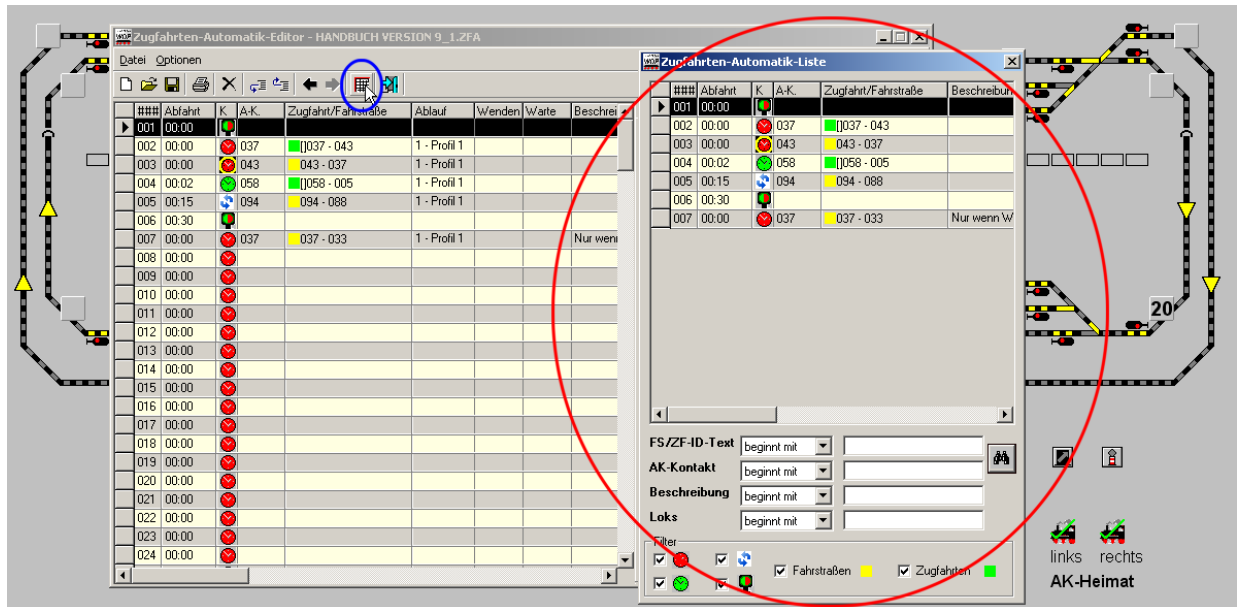 Zugfahrten-Automatik-Editor - HANDBUCH VERSION 9_1.ZFA
Datei Optionen
### Abfahrt K A-K. Zugfahrt/Fahrstraße Ablauf Wenden Warte Beschrei
001 00:00
002 00:00 037 []037 - 043 1 - Profil 1
003 00:00 043 043 - 037 1 - Profil 1
004 00:02 058 []058 - 005 1 - Profil 1
005 00:15 094 094 - 088 1 - Profil 1
006 00:30
007 00:00 037 037 - 033 1 - Profil 1 Nur wenn
008 00:00
009 00:00
010 00:00
011 00:00
012 00:00
013 00:00
014 00:00
015 00:00
016 00:00
017 00:00
018 00:00
019 00:00
020 00:00
021 00:00
022 00:00
023 00:00
024 00:00
Zugfahrten-Automatik-Liste
### Abfahrt K A-K. Zugfahrt/Fahrstraße Beschreibun
001 00:00
002 00:00 037 []037 - 043
003 00:00 043 043 - 037
004 00:02 058 []058 - 005
005 00:15 094 094 - 088
006 00:30
007 00:00 037 037 - 033 Nur wenn W
FS/ZF-ID-Text beginnt mit
AK-Kontakt beginnt mit
Beschreibung beginnt mit
Loks beginnt mit
Filter
Fahrstraßen Zugfahrten
20
links rechts
AK-Heimat